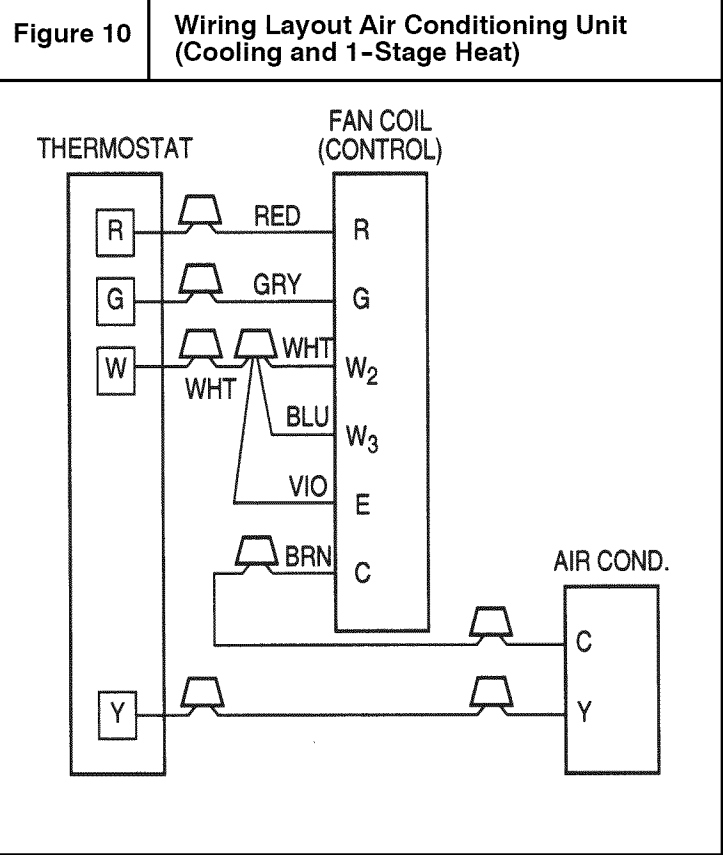 Figure 10
Wiring Layout Air Conditioning Unit
(Cooling and 1-Stage Heat)
FAN COIL
(CONTROL)
THERMOSTAT
R
RED
R
G
GRY
G
W
WHT
WHT
W2
BLU
W3
VIO
E
BRN
C
AIR COND.
C
Y
Y